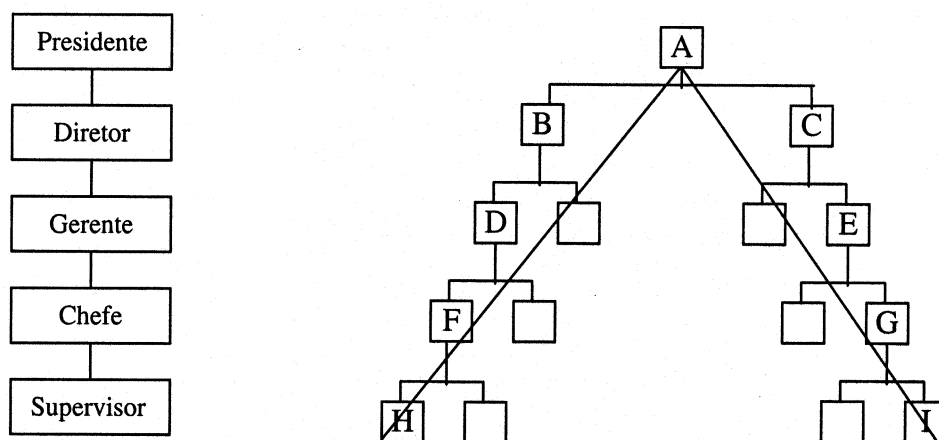 Presidente
Diretor
Gerente
Chefe
Supervisor
A
B
C
D
E
F
G
H
I